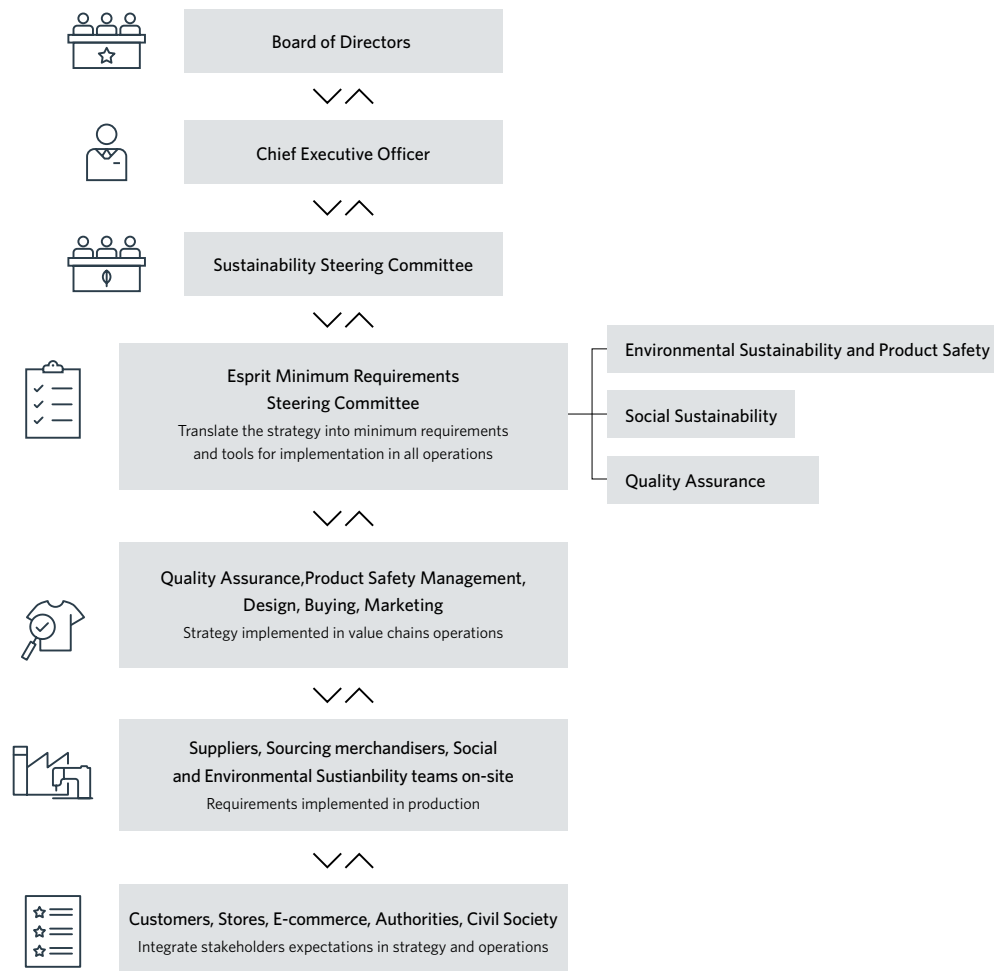 Board of Directors
Chief Executive Officer
Sustainability Steering Committee
Esprit Minimum Requirements
Steering Committee
Translate the strategy into minimum requirements
and tools for implementation in all operations
Environmental Sustainability and Product Safety
Social Sustainability
Quality Assurance
Quality Assurance,Product Safety Management,
Design, Buying, Marketing
Strategy implemented in value chains operations
Suppliers, Sourcing merchandisers, Social
and Environmental Sustianbility teams on-site
Requirements implemented in production
Customers, Stores, E-commerce, Authorities, Civil Society
Integrate stakeholders expectations in strategy and operations